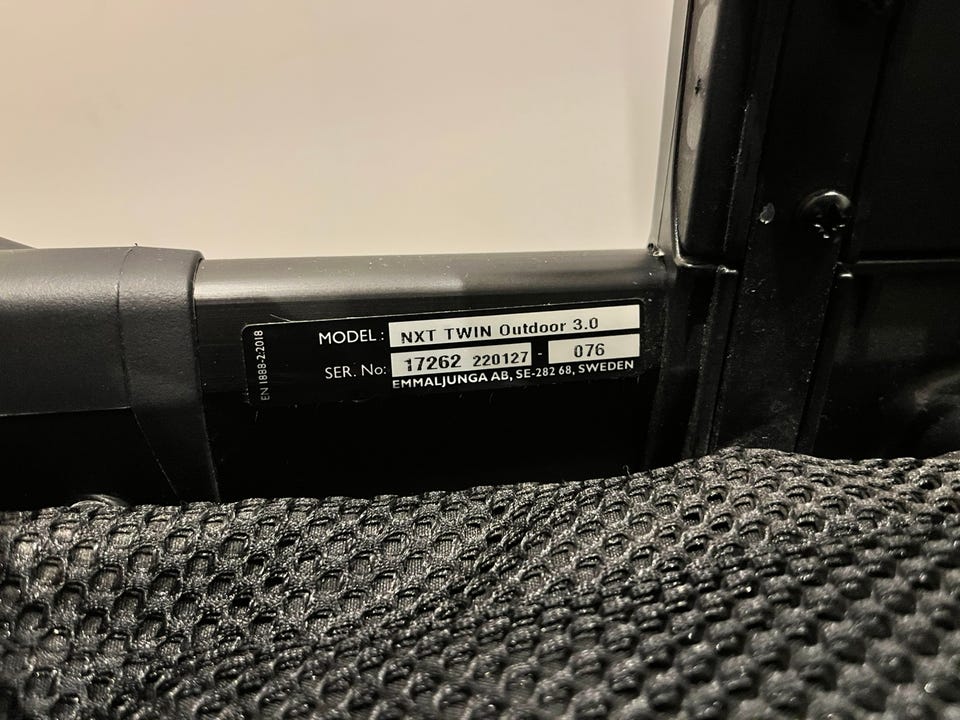 EN 1888-2:2018
MODEL: NXT TWIN Outdoor 3.0
SER. No: 17262 220127 - 076
EMMALJUNGA AB, SE-282 68, SWEDEN